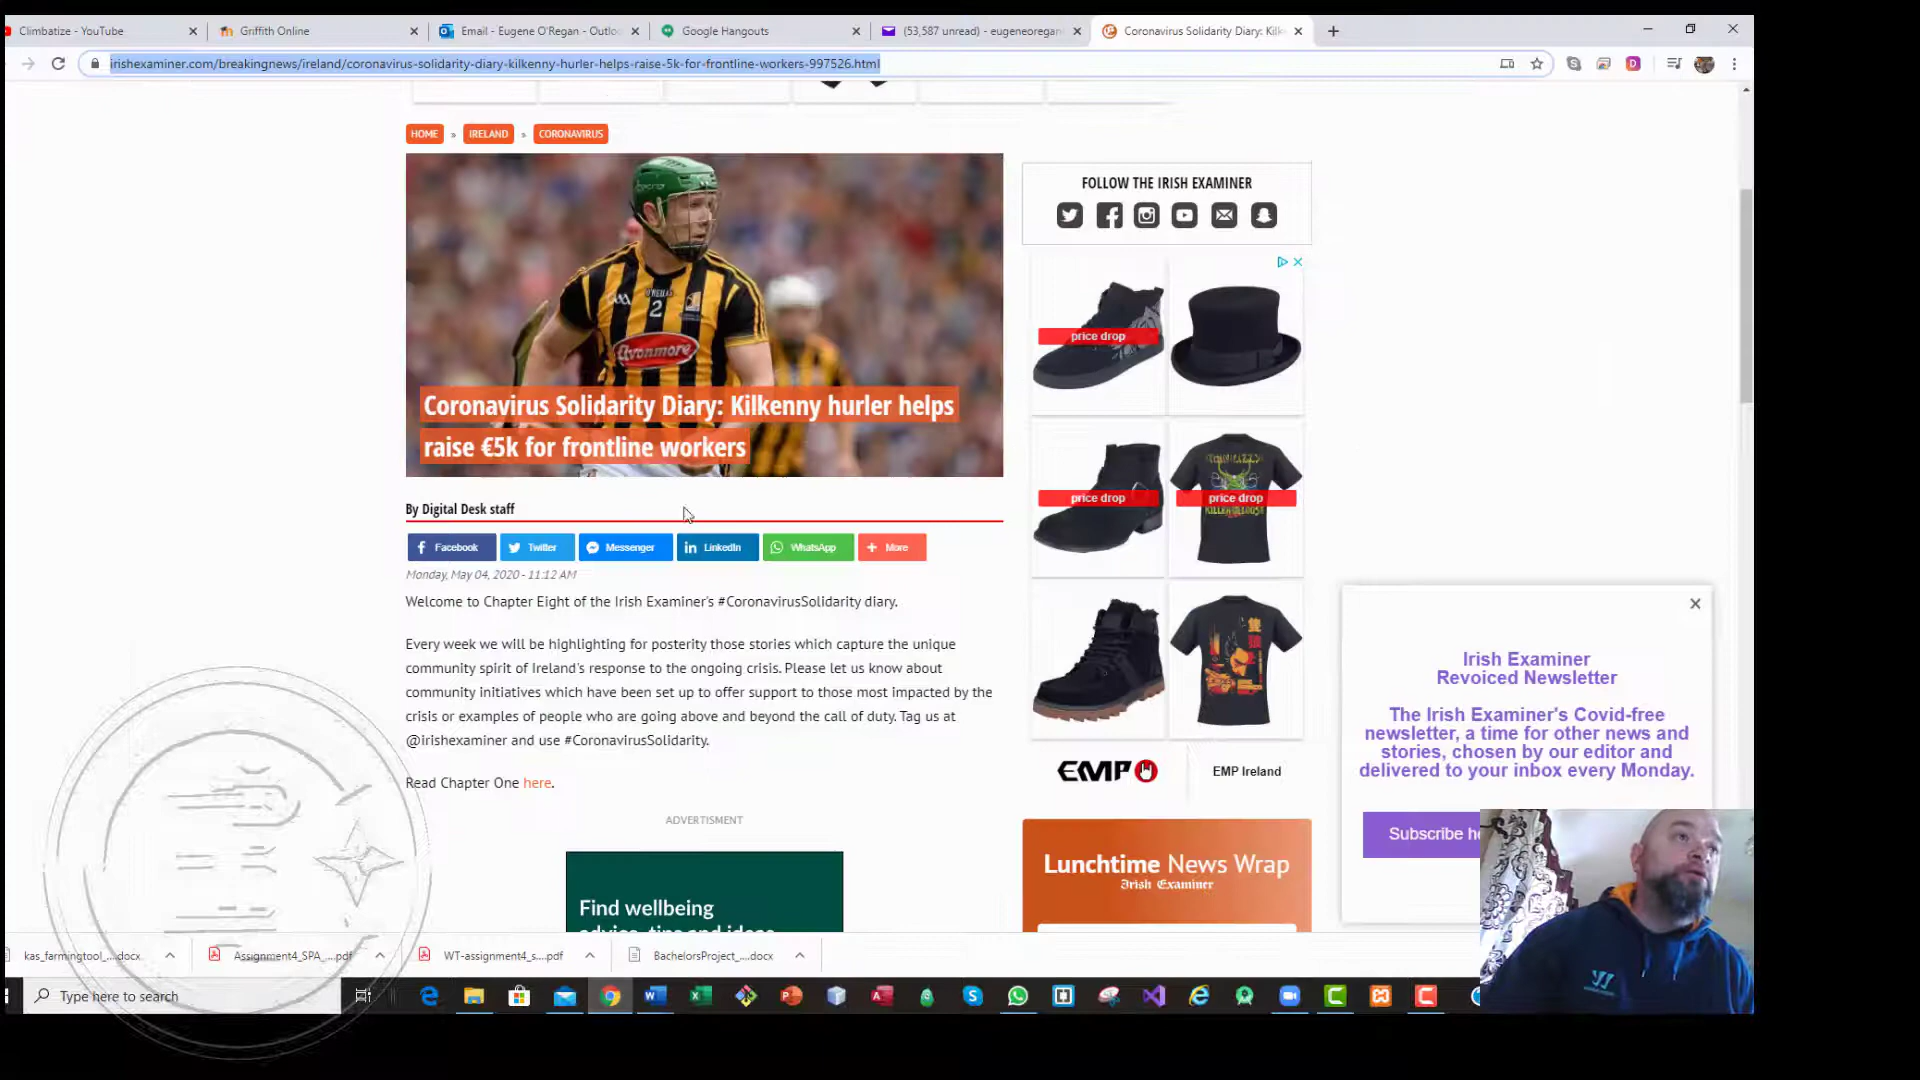 Climbatize - YouTube
Griffith Online
Email - Eugene O'Regan - Outloo
Google Hangouts
(53,587 unread) - eugeneoregan
Coronavirus Solidarity Diary: Kilk
irishexaminer.com/breakingnews/ireland/coronavirus-solidarity-diary-kilkenny-hurler-helps-raise-5k-for-frontline-workers-997526.html
HOME » IRELAND » CORONAVIRUS
O'NEILLS
GAA
2
Avonmore
Coronavirus Solidarity Diary: Kilkenny hurler helps
raise €5k for frontline workers
By Digital Desk staff
Facebook
Twitter
Messenger
LinkedIn
WhatsApp
More
Monday, May 04, 2020 - 11:12 AM
Welcome to Chapter Eight of the Irish Examiner's #CoronavirusSolidarity diary.
Every week we will be highlighting for posterity those stories which capture the unique
community spirit of Ireland's response to the ongoing crisis. Please let us know about
community initiatives which have been set up to offer support to those most impacted by the
crisis or examples of people who are going above and beyond the call of duty. Tag us at
@irishexaminer and use #CoronavirusSolidarity.
Read Chapter One here.
ADVERTISMENT
Find wellbeing
advice, tips and ideas
FOLLOW THE IRISH EXAMINER
price drop
price drop
price drop
EMP
EMP Ireland
Lunchtime News Wrap
Irish Examiner
Irish Examiner
Revoiced Newsletter
The Irish Examiner's Covid-free
newsletter, a time for other news and
stories, chosen by our editor and
delivered to your inbox every Monday.
Subscribe he
kas_farmingtool_....docx
Assignment4_SPA_....pdf
WT-assignment4_s....pdf
BachelorsProject_....docx
Type here to search